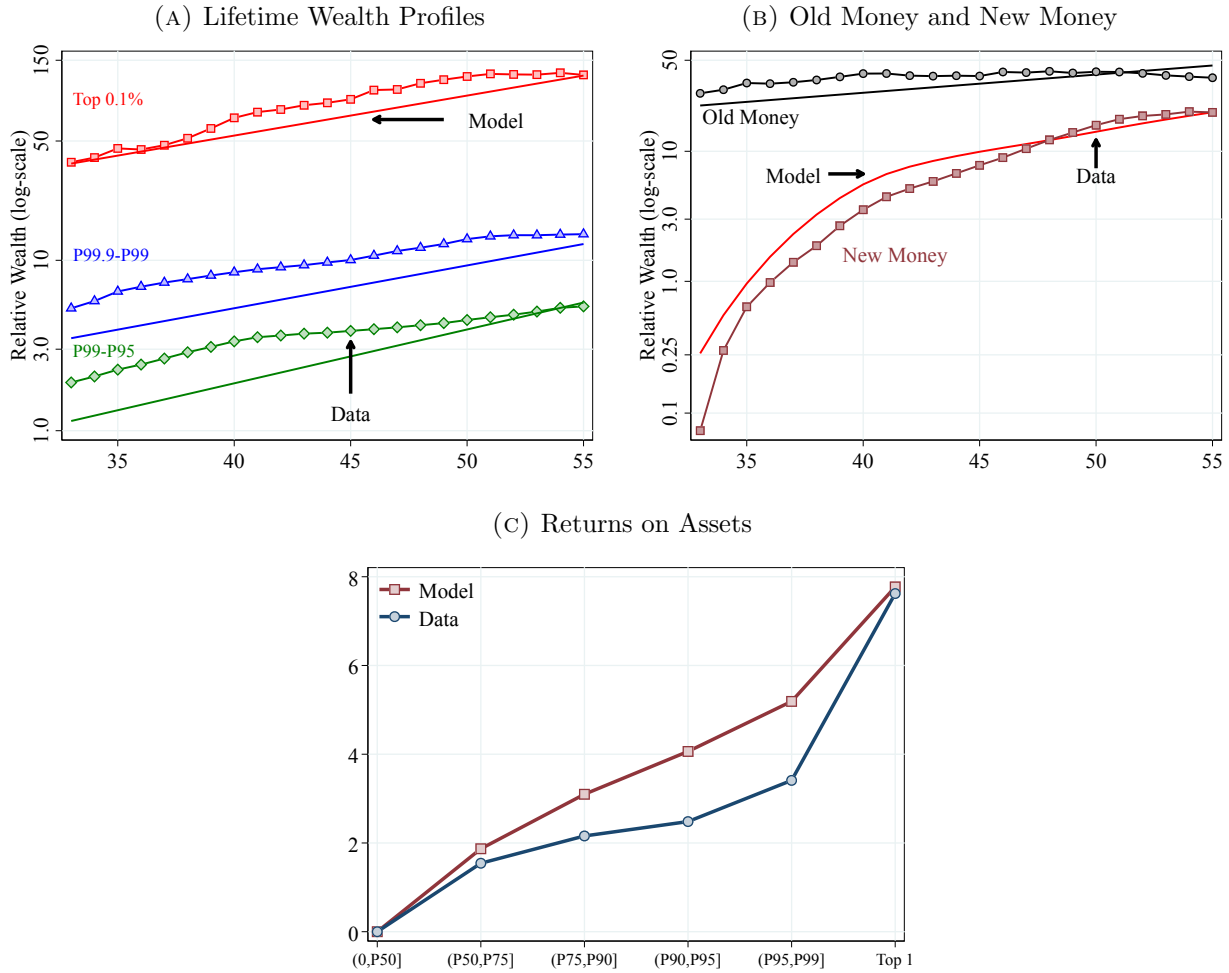 (A) Lifetime Wealth Profiles
Relative Wealth (log-scale)
150
50
10
3.0
1.0
Top 0.1%
Model
P99.9-P99
P99-P95
Data
35 40 45 50 55
(B) Old Money and New Money
Relative Wealth (log-scale)
50
10
3.0
1.0
0.25
0.1
Old Money
Model
Data
New Money
35 40 45 50 55
(C) Returns on Assets
Model
Data
8
6
4
2
0
(0,P50] (P50,P75] (P75,P90] (P90,P95] (P95,P99] Top 1